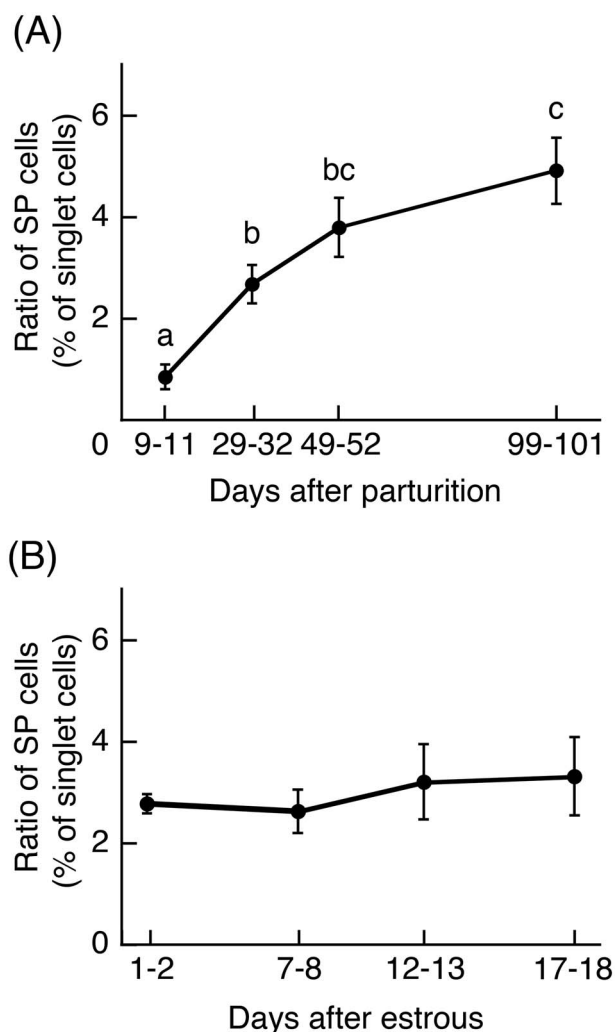 (A)
Ratio of SP cells
(% of singlet cells)
6
4
2
0
a
b
bc
c
9-11 29-32 49-52 99-101
Days after parturition
(B)
Ratio of SP cells
(% of singlet cells)
6
4
2
0
1-2 7-8 12-13 17-18
Days after estrous